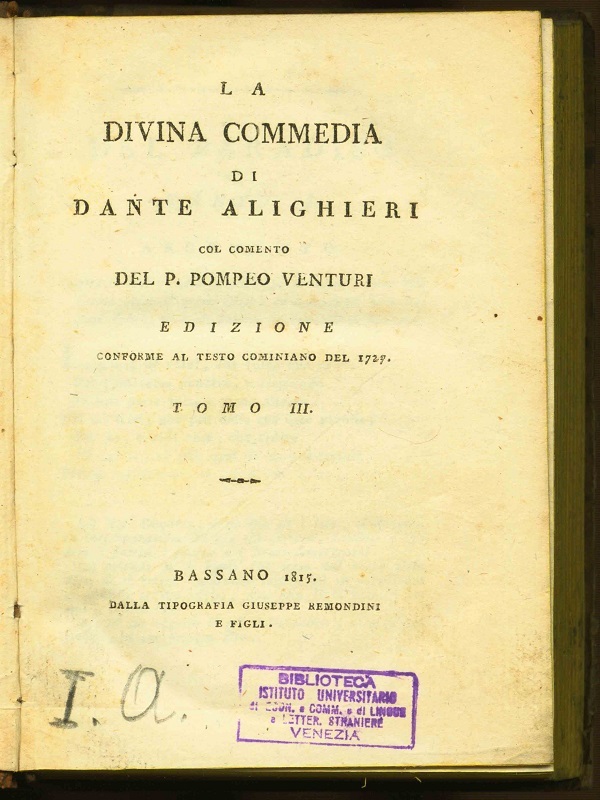 LA
DIVINA COMMEDIA
DI
DANTE ALIGHIERI
COL COMENTO
DEL P. POMPEO VENTURI
EDIZIONE
CONFORME AL TESTO COMINIANO DEL 1727.
TOMO III.
BASSANO 1815.
DALLA TIPOGRAFIA GIUSEPPE REMONDINI
E FIGLI.
I. a.
BIBLIOTECA
ISTITUTO UNIVERSITARIO
di ECON. e COMM. e di LINGUE
e LETTER. STRANIERE
VENEZIA